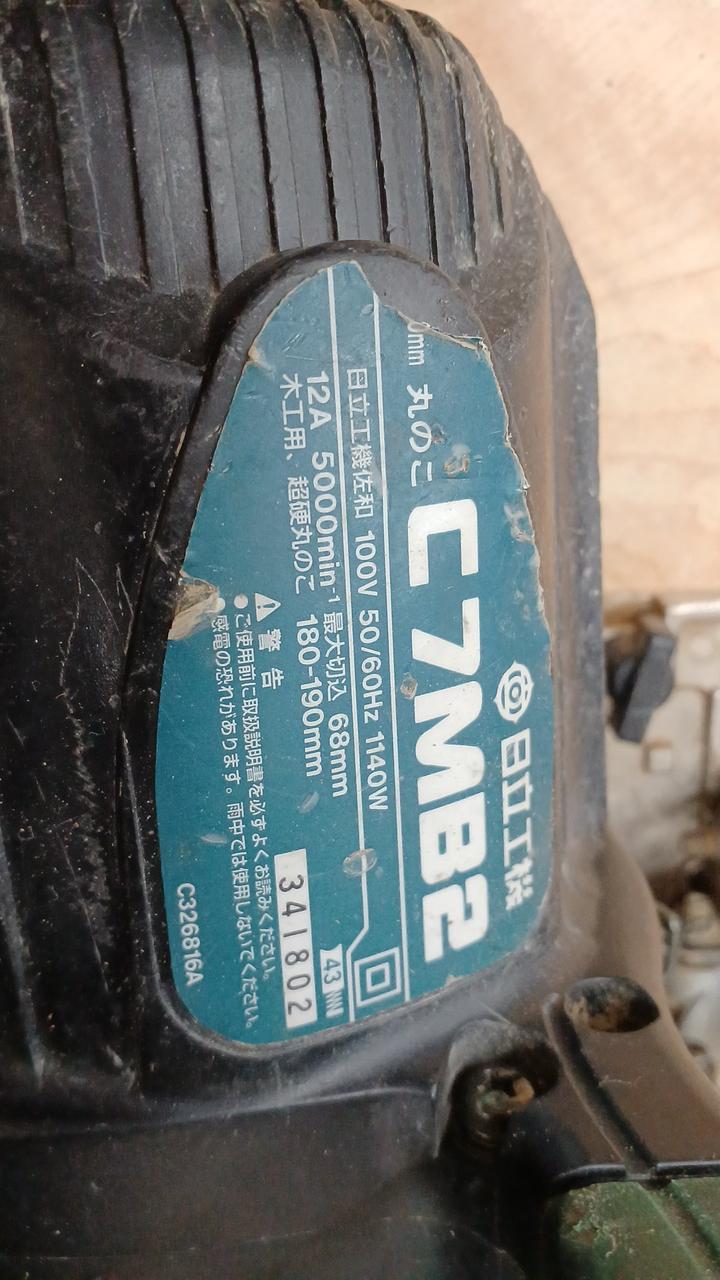 日立工機
mm 丸のこ
C7MB2
日立工機佐和 100V 50/60Hz 1140W
12A 5000min-1 最大切込 68mm
木工用、超硬丸のこ 180-190mm
43
341802
警告
●ご使用前に取扱説明書を必ずよくお読みください。
●感電の恐れがあります。雨中では使用しないでください。
C326816A